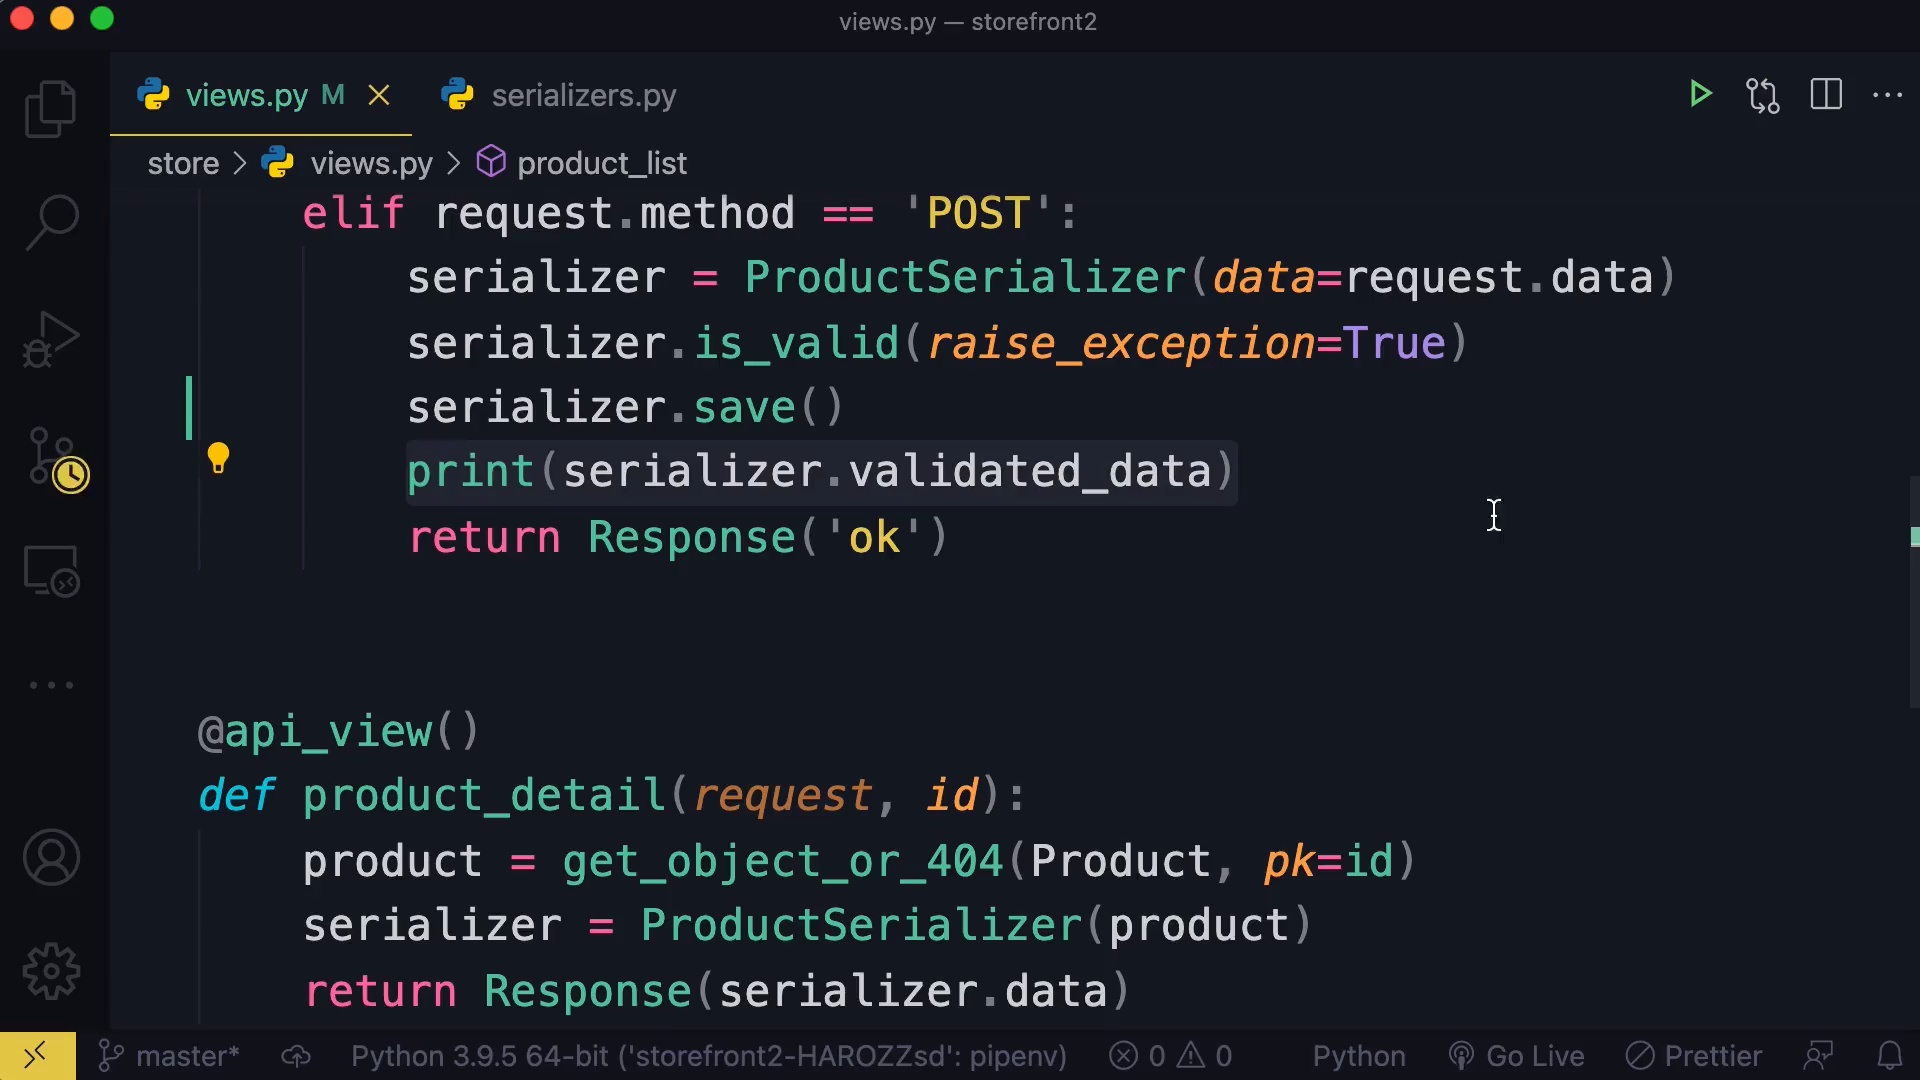 views.py — storefront2
views.py M serializers.py
store > views.py > product_list
elif request.method == 'POST':
serializer = ProductSerializer(data=request.data)
serializer.is_valid(raise_exception=True)
serializer.save()
print(serializer.validated_data)
return Response('ok')
@api_view()
def product_detail(request, id):
product = get_object_or_404(Product, pk=id)
serializer = ProductSerializer(product)
return Response(serializer.data)
master* Python 3.9.5 64-bit ('storefront2-HAROZZsd': pipenv) 0 0 Python Go Live Prettier